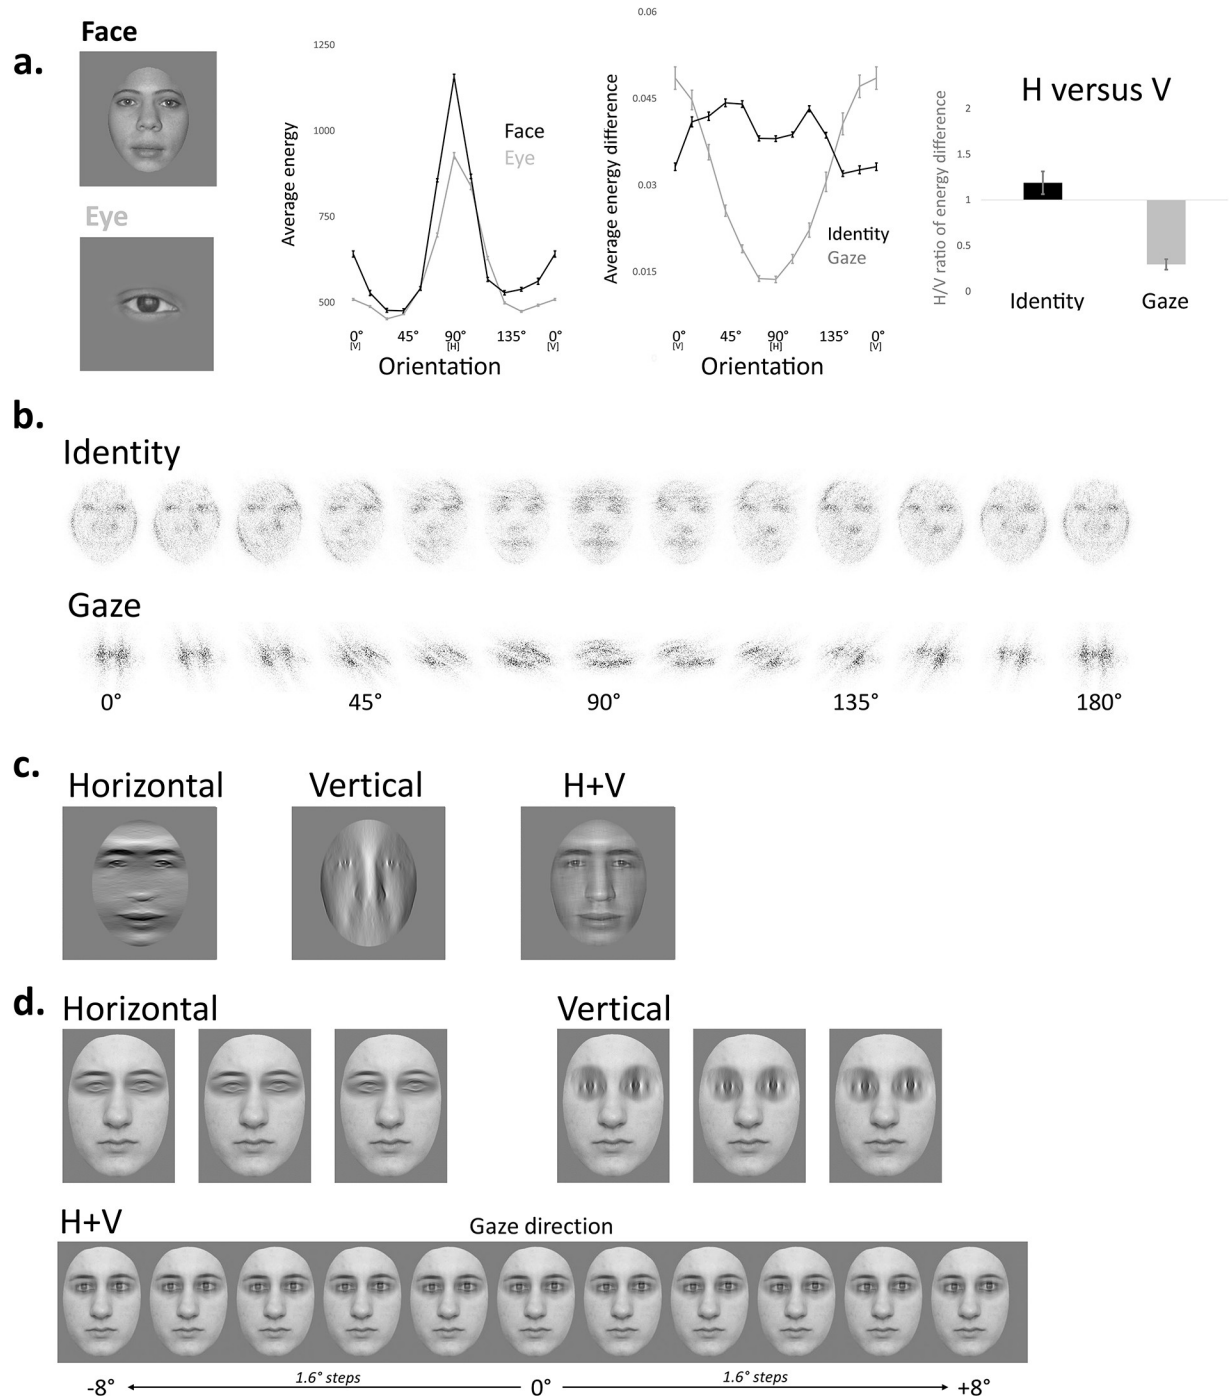 a.
Face
Eye
Average energy
1250
1000
750
500
Face
Eye
0° 45° 90° 135° 0°
[V] [H] [V]
Orientation
Average energy difference
0.06
0.045
0.03
0.015
Identity
Gaze
0° 45° 90° 135° 0°
[V] [H] [V]
Orientation
H versus V
H/V ratio of energy difference
2
1.5
1
0.5
0
Identity Gaze
b.
Identity
Gaze
0° 45° 90° 135° 180°
c.
Horizontal Vertical H+V
d.
Horizontal Vertical
H+V
Gaze direction
1.6° steps 1.6° steps
-8° 0° +8°